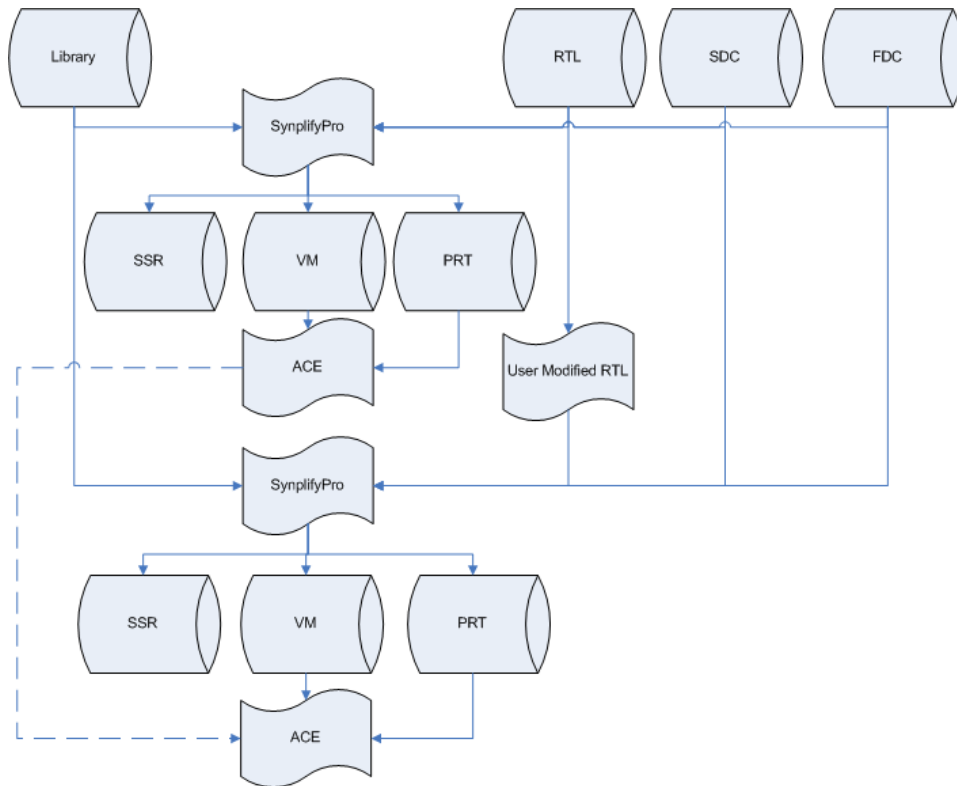 Library
RTL
SDC
FDC
SynplifyPro
SSR
VM
PRT
ACE
User Modified RTL
SynplifyPro
SSR
VM
PRT
ACE